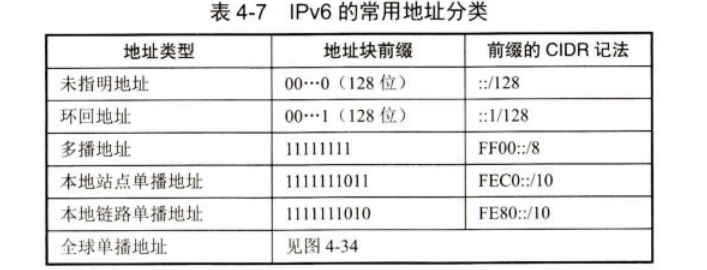 表 4-7 IPv6 的常用地址分类
地址类型 地址块前缀 前缀的 CIDR 记法
未指明地址 00…0（128 位） ::/128
环回地址 00…1（128 位） ::1/128
多播地址 11111111 FF00::/8
本地站点单播地址 1111111011 FEC0::/10
本地链路单播地址 1111111010 FE80::/10
全球单播地址 见图 4-34